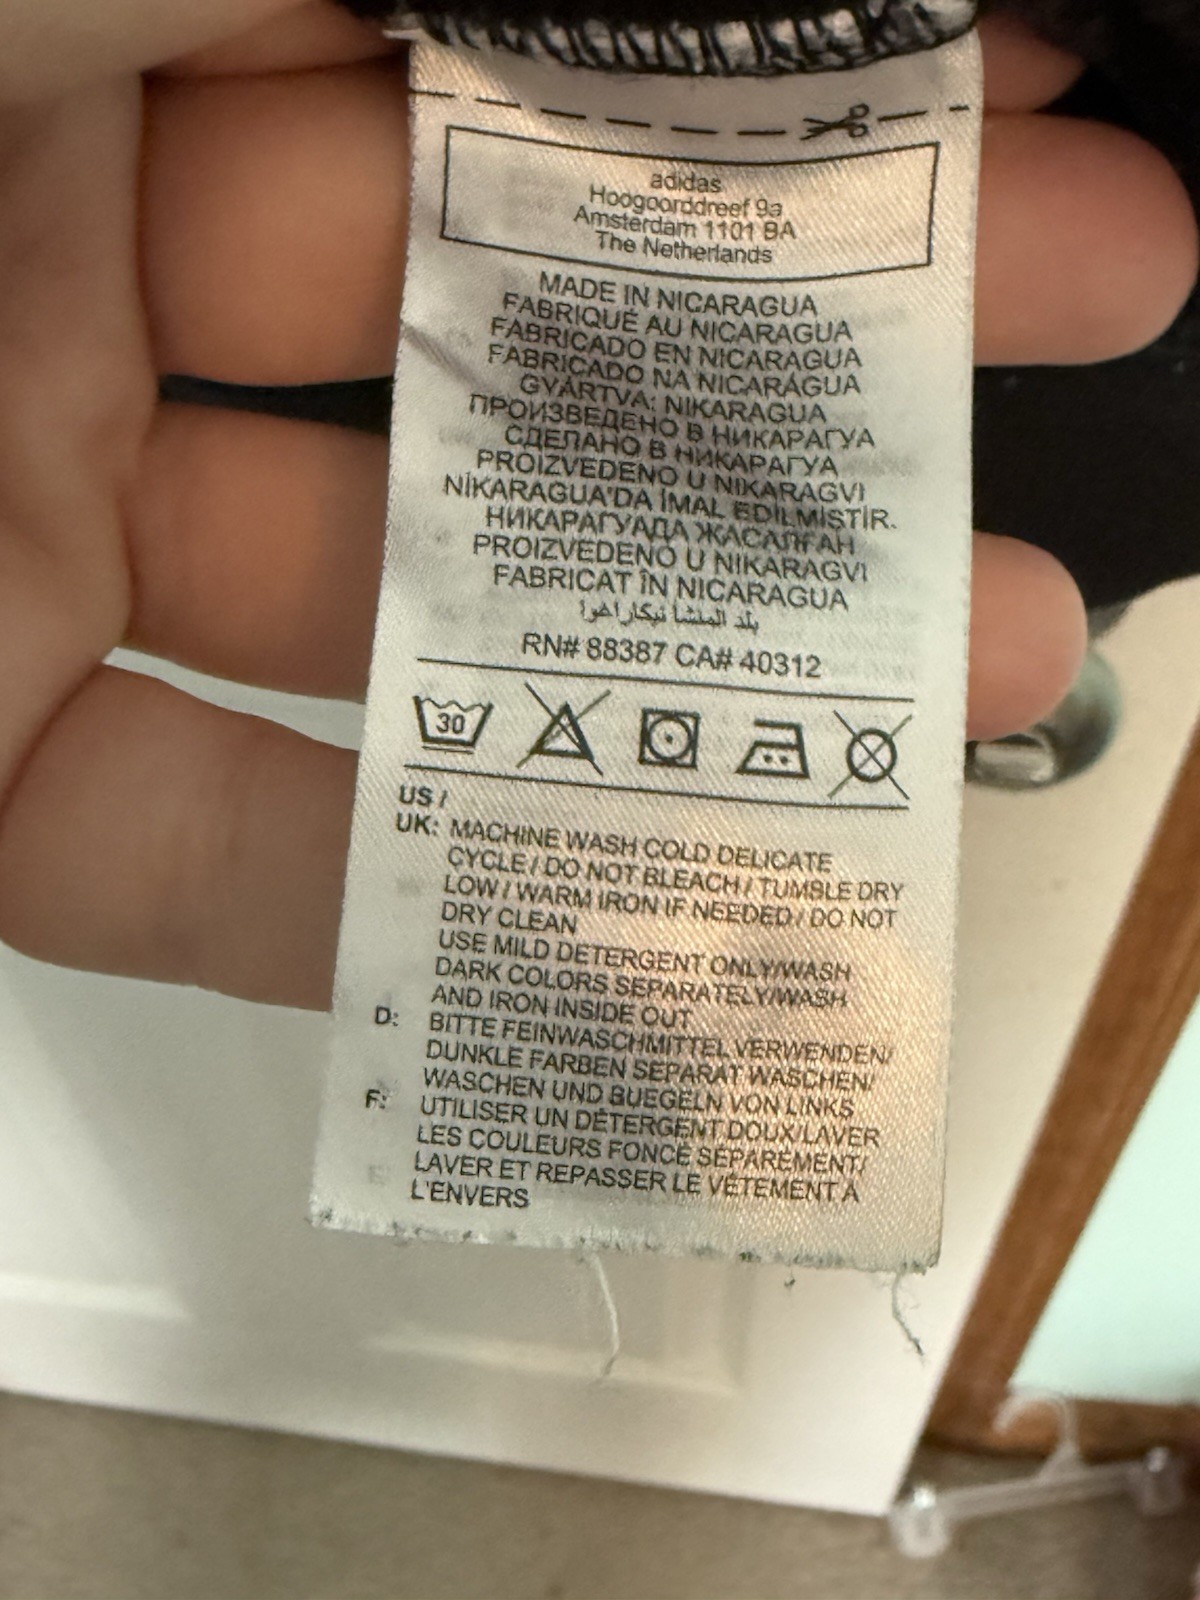 adidas
Hoogoorddreef 9a
Amsterdam 1101 BA
The Netherlands
MADE IN NICARAGUA
FABRIQUÉ AU NICARAGUA
FABRICADO EN NICARAGUA
FABRICADO NA NICARÁGUA
GYÁRTVA: NIKARAGUA
ПРОИЗВЕДЕНО В НИКАРАГУА
СДЕЛАНО В НИКАРАГУА
PROIZVEDENO U NIKARAGVI
NİKARAGUA'DA İMAL EDİLMİŞTİR.
НИКАРАГУАДА ЖАСАЛҒАН
PROIZVEDENO U NIKARAGVI
FABRICAT ÎN NICARAGUA
بلد المنشا نيكاراهوا
RN# 88387 CA# 40312
30
US /
UK: MACHINE WASH COLD DELICATE
CYCLE / DO NOT BLEACH / TUMBLE DRY
LOW / WARM IRON IF NEEDED / DO NOT
DRY CLEAN
USE MILD DETERGENT ONLY/WASH
DARK COLORS SEPARATELY/WASH
AND IRON INSIDE OUT
D: BITTE FEINWASCHMITTEL VERWENDEN/
DUNKLE FARBEN SEPARAT WASCHEN/
WASCHEN UND BUEGELN VON LINKS
F: UTILISER UN DÉTERGENT DOUX/LAVER
LES COULEURS FONCÉ SÉPARÉMENT/
LAVER ET REPASSER LE VÊTEMENT À
L'ENVERS